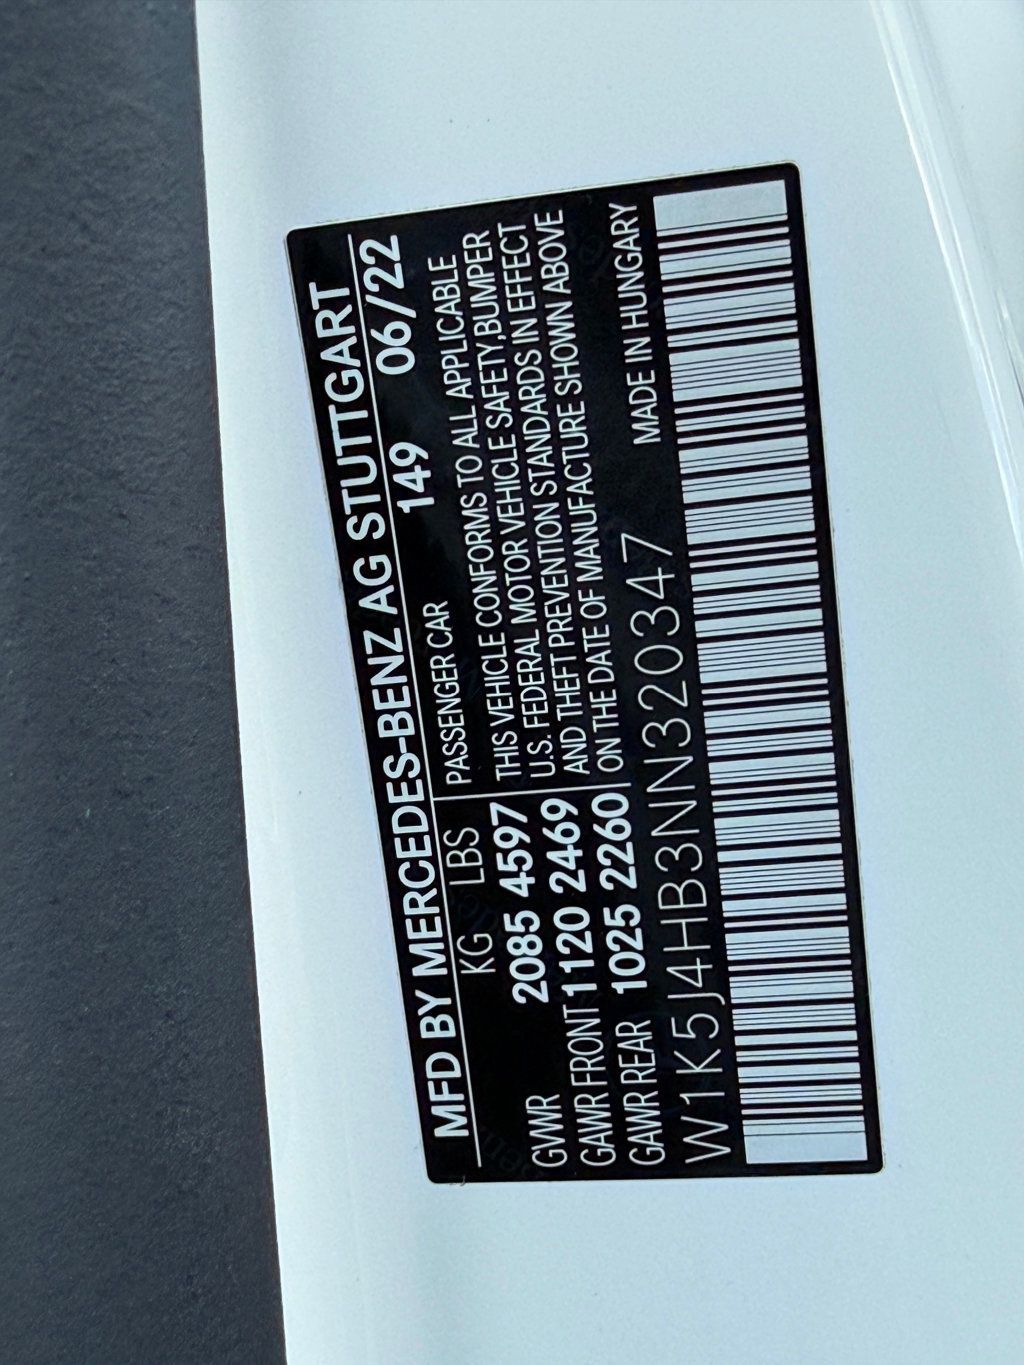 MFD BY MERCEDES-BENZ AG STUTTGART
KG LBS
149 06/22
GVWR 2085 4597
GAWR FRONT 1120 2469
GAWR REAR 1025 2260
PASSENGER CAR
THIS VEHICLE CONFORMS TO ALL APPLICABLE
U.S. FEDERAL MOTOR VEHICLE SAFETY,BUMPER
AND THEFT PREVENTION STANDARDS IN EFFECT
ON THE DATE OF MANUFACTURE SHOWN ABOVE
W1K5J4HB3NN320347
MADE IN HUNGARY